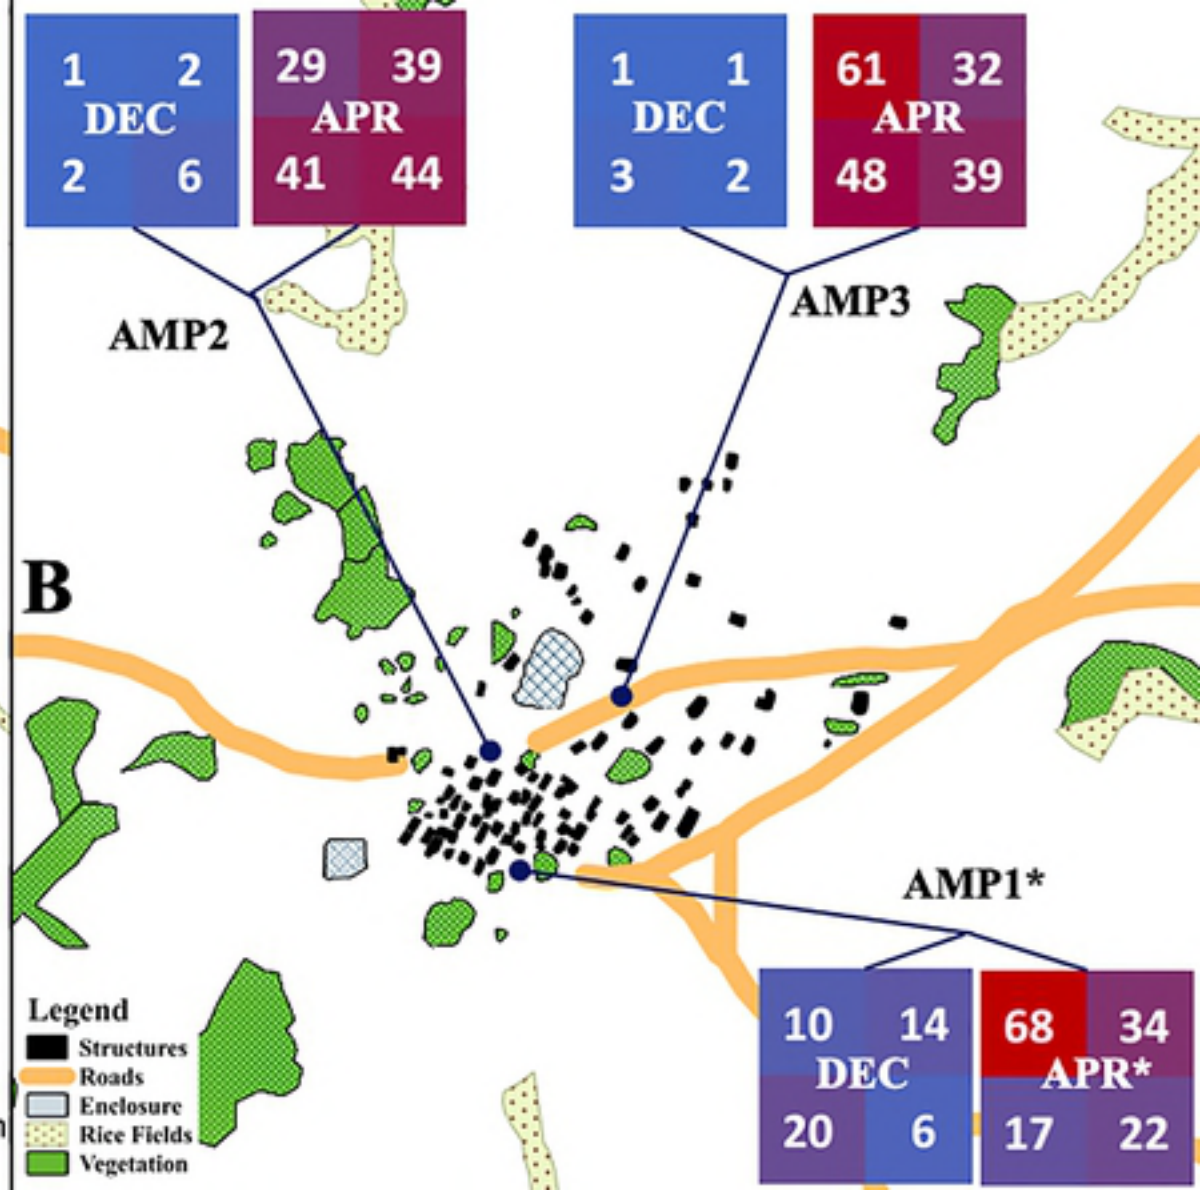 1 2
DEC
2 6
29 39
APR
41 44
1 1
DEC
3 2
61 32
APR
48 39
AMP2
AMP3
B
AMP1*
10 14
DEC
20 6
68 34
APR*
17 22
Legend
Structures
Roads
Enclosure
Rice Fields
Vegetation